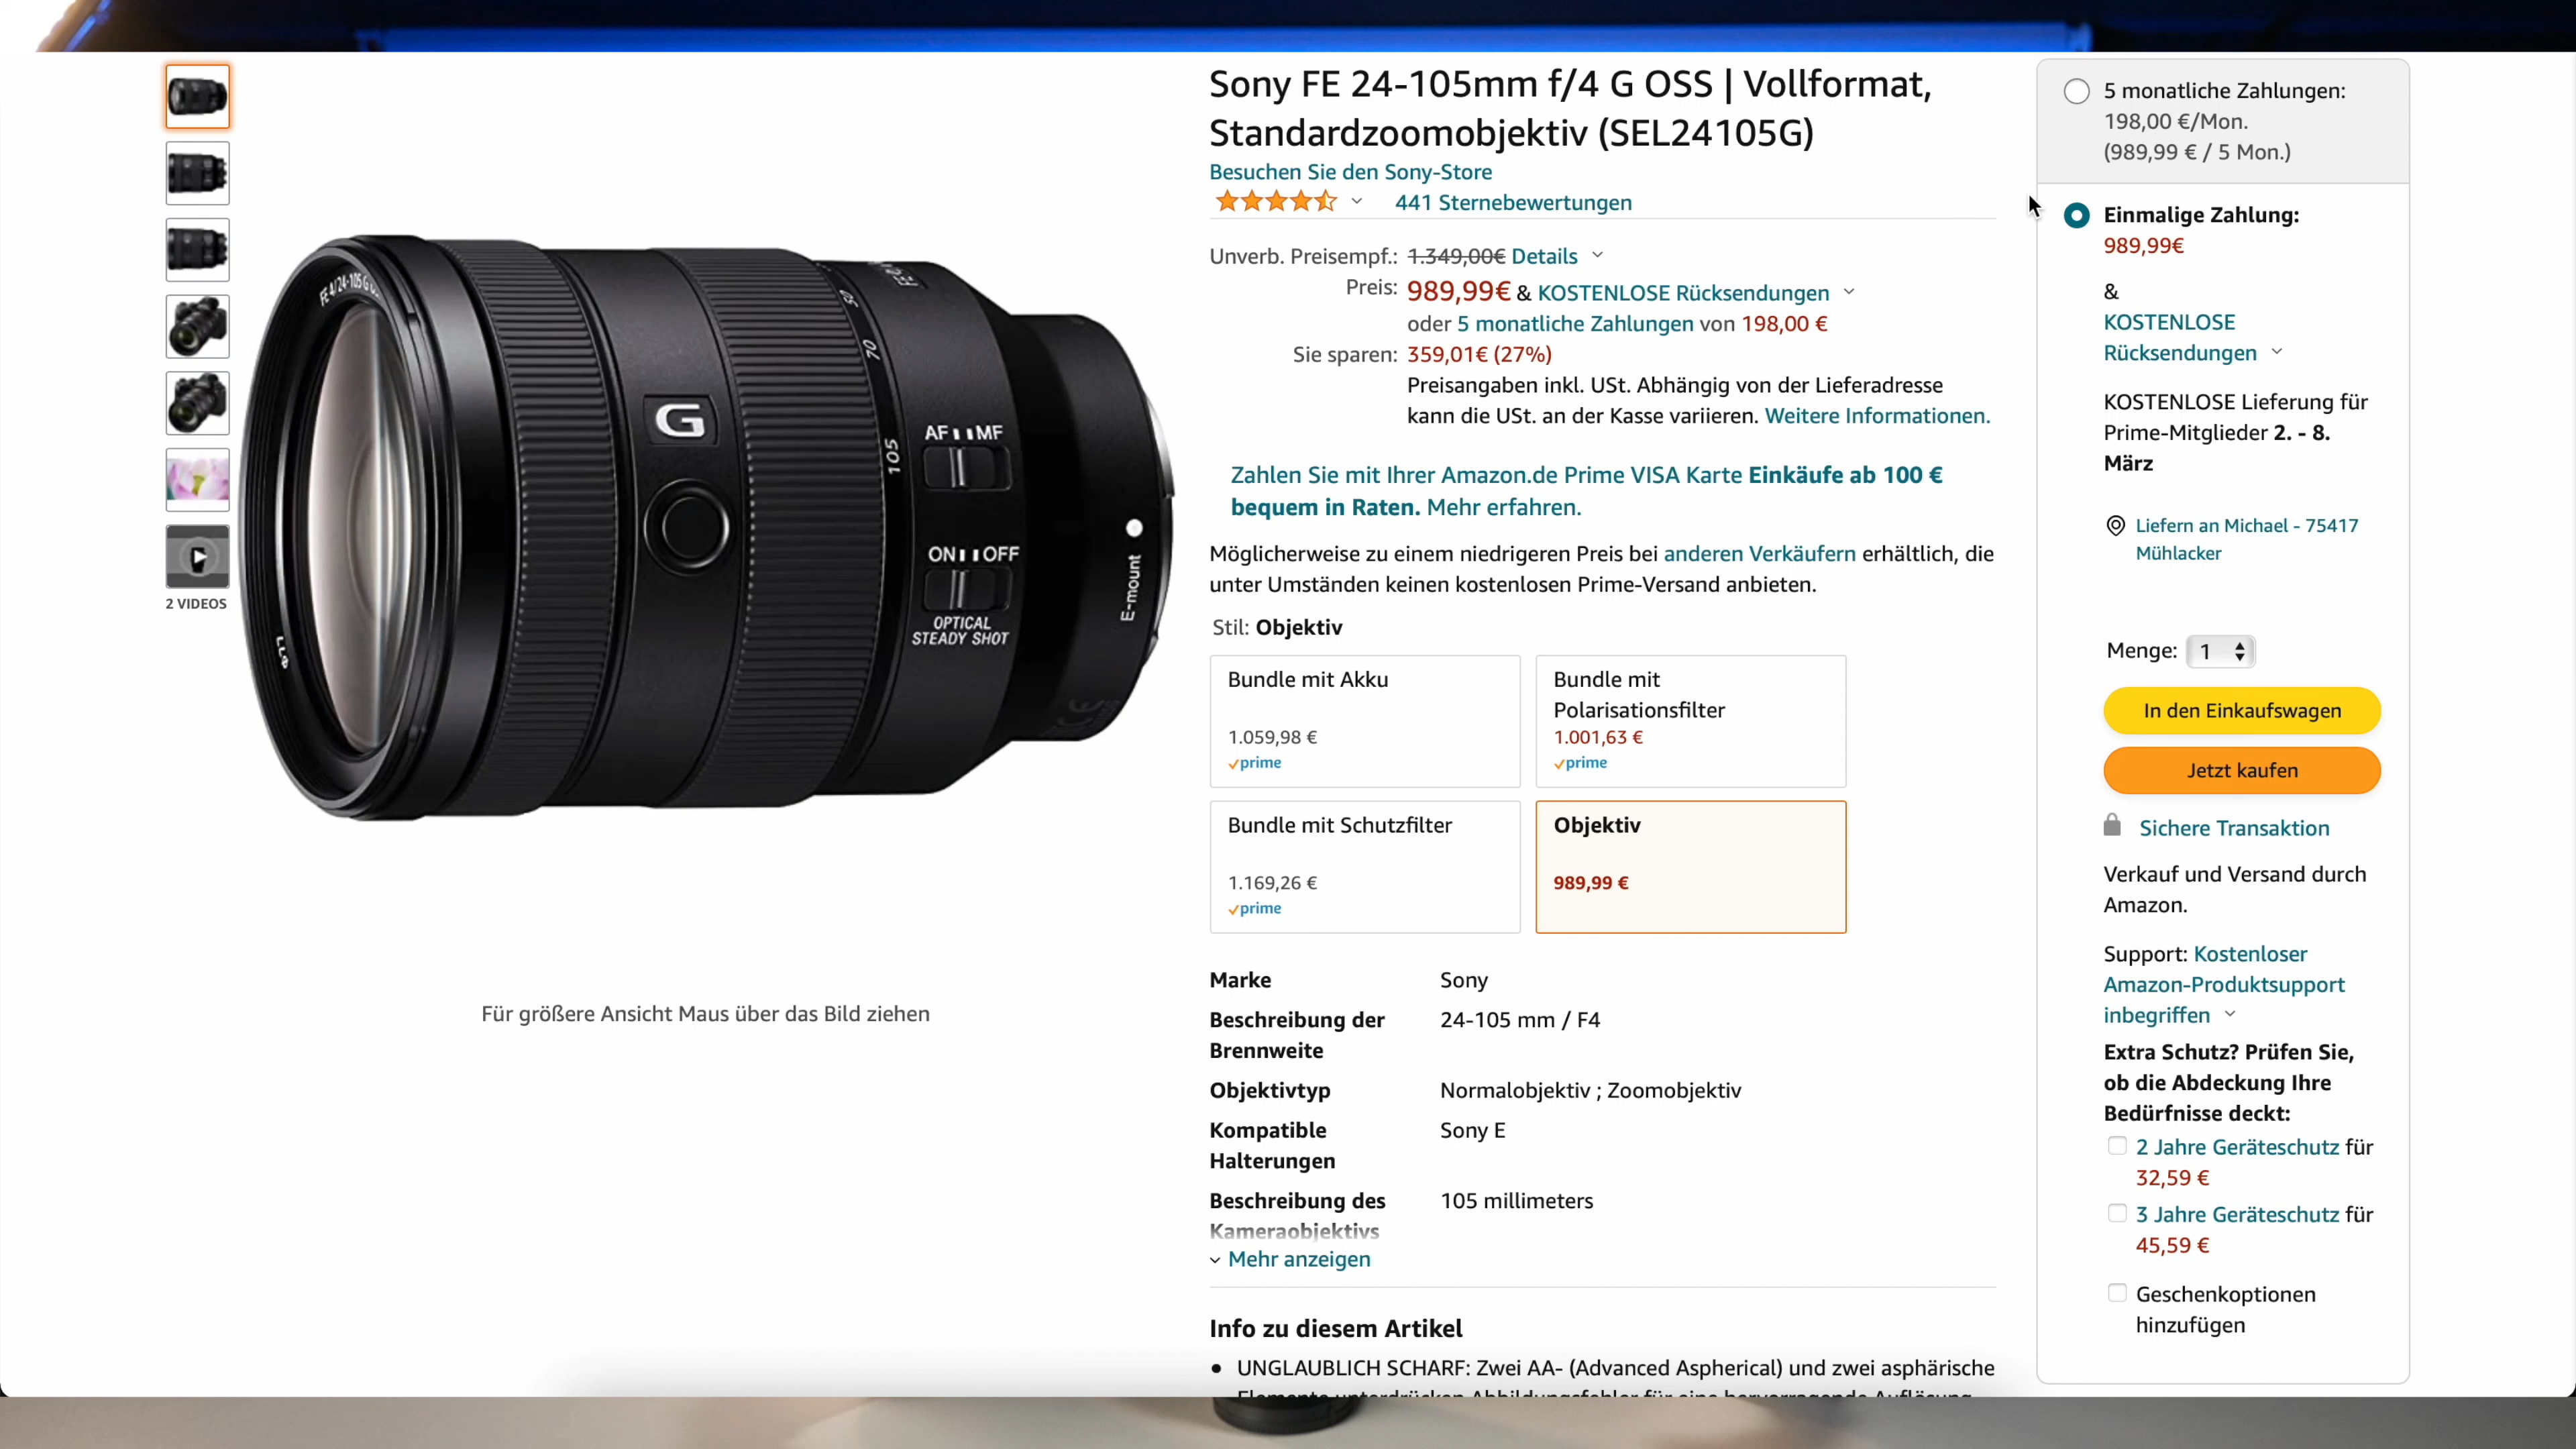 Sony FE 24-105mm f/4 G OSS | Vollformat,
Standardzoomobjektiv (SEL24105G)
Besuchen Sie den Sony-Store
441 Sternebewertungen
Unverb. Preisempf.: 1.349,00€ Details
Preis: 989,99€ & KOSTENLOSE Rücksendungen
oder 5 monatliche Zahlungen von 198,00 €
Sie sparen: 359,01€ (27%)
Preisangaben inkl. USt. Abhängig von der Lieferadresse
kann die USt. an der Kasse variieren. Weitere Informationen.
Zahlen Sie mit Ihrer Amazon.de Prime VISA Karte Einkäufe ab 100 €
bequem in Raten. Mehr erfahren.
Möglicherweise zu einem niedrigeren Preis bei anderen Verkäufern erhältlich, die
unter Umständen keinen kostenlosen Prime-Versand anbieten.
Stil: Objektiv
Bundle mit Akku
1.059,98 €
prime
Bundle mit
Polarisationsfilter
1.001,63 €
prime
Bundle mit Schutzfilter
1.169,26 €
prime
Objektiv
989,99 €
Marke Sony
Beschreibung der 24-105 mm / F4
Brennweite
Objektivtyp Normalobjektiv ; Zoomobjektiv
Kompatible Sony E
Halterungen
Beschreibung des 105 millimeters
Kameraobjektivs
Mehr anzeigen
Info zu diesem Artikel
• UNGLAUBLICH SCHARF: Zwei AA- (Advanced Aspherical) und zwei asphärische
Elemente unterdrücken Abbildungsfehler für eine hervorragende Auflösung
2 VIDEOS
FE 4/24-105 G
G
50
70
105
AF MF
ON OFF
OPTICAL
STEADY SHOT
E-mount
Für größere Ansicht Maus über das Bild ziehen
5 monatliche Zahlungen:
198,00 €/Mon.
(989,99 € / 5 Mon.)
Einmalige Zahlung:
989,99€
&
KOSTENLOSE
Rücksendungen
KOSTENLOSE Lieferung für
Prime-Mitglieder 2. - 8.
März
Liefern an Michael - 75417
Mühlacker
Menge: 1
In den Einkaufswagen
Jetzt kaufen
Sichere Transaktion
Verkauf und Versand durch
Amazon.
Support: Kostenloser
Amazon-Produktsupport
inbegriffen
Extra Schutz? Prüfen Sie,
ob die Abdeckung Ihre
Bedürfnisse deckt:
2 Jahre Geräteschutz für
32,59 €
3 Jahre Geräteschutz für
45,59 €
Geschenkoptionen
hinzufügen